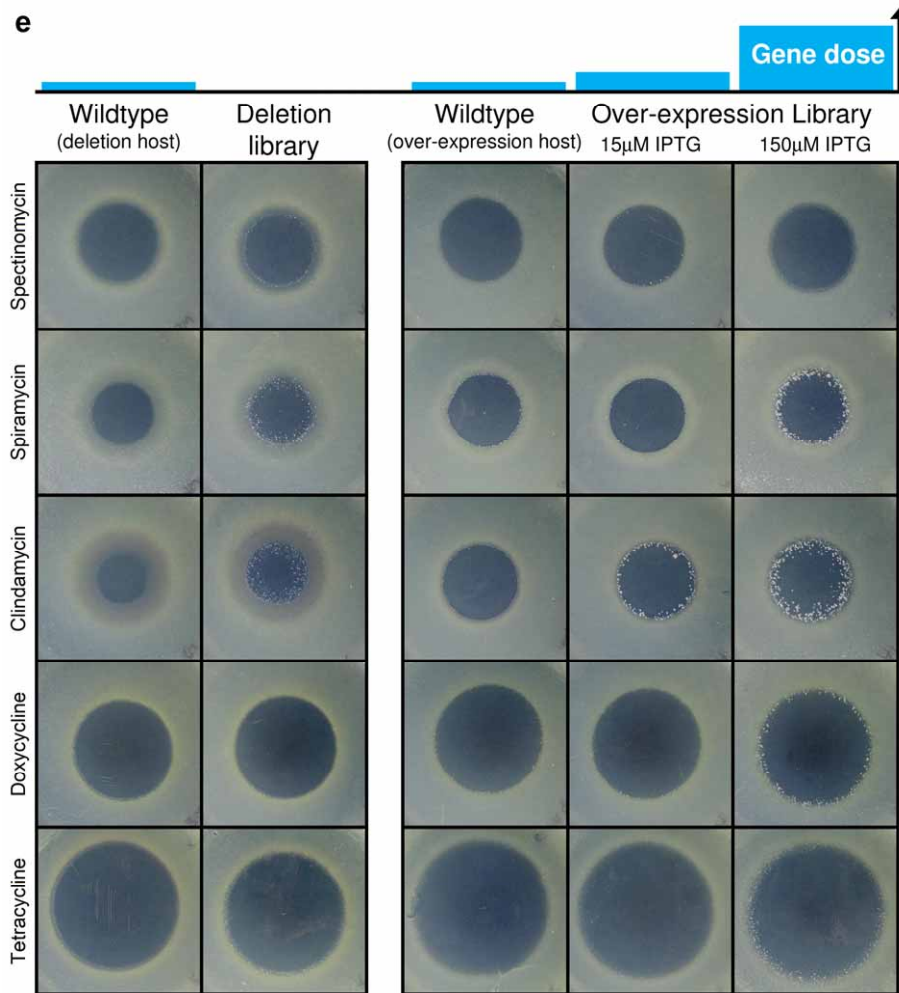 e
Gene dose
Wildtype
(deletion host)
Deletion
library
Wildtype
(over-expression host)
Over-expression Library
15µM IPTG
150µM IPTG
Spectinomycin
Spiramycin
Clindamycin
Doxycycline
Tetracycline